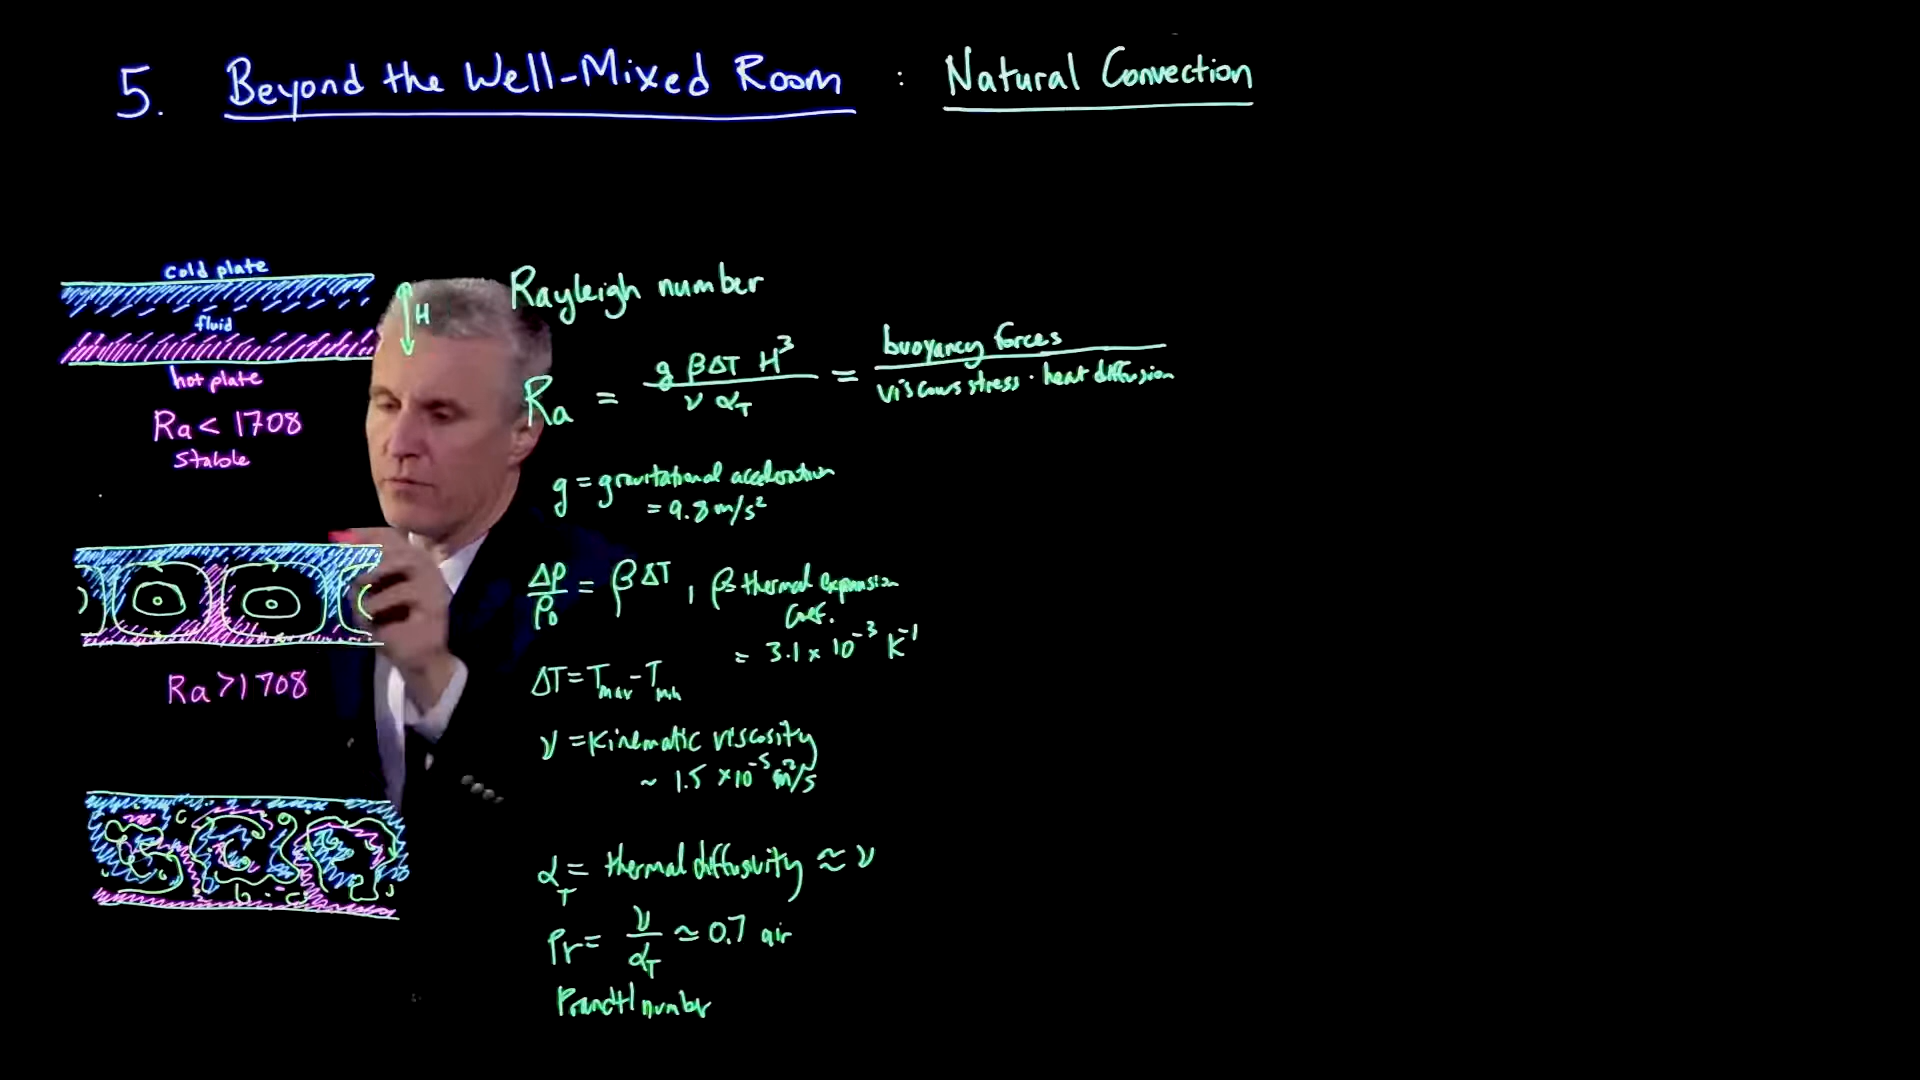 5. Beyond the Well-Mixed Room : Natural Convection
cold plate
fluid
hot plate
H
Ra < 1708
stable
Ra > 1708
Rayleigh number
Ra = g β ΔT H³ / ν α_T = buoyancy forces / viscous stress · heat diffusion
g = gravitational acceleration
= 9.8 m/s²
Δρ/ρ₀ = β ΔT , β = thermal expansion
coef.
= 3.1 × 10⁻³ K⁻¹
ΔT = T_max - T_min
ν = kinematic viscosity
~ 1.5 × 10⁻⁵ m²/s
α_T = thermal diffusivity ≈ ν
Pr = ν/α_T ≈ 0.7 air
Prandtl number